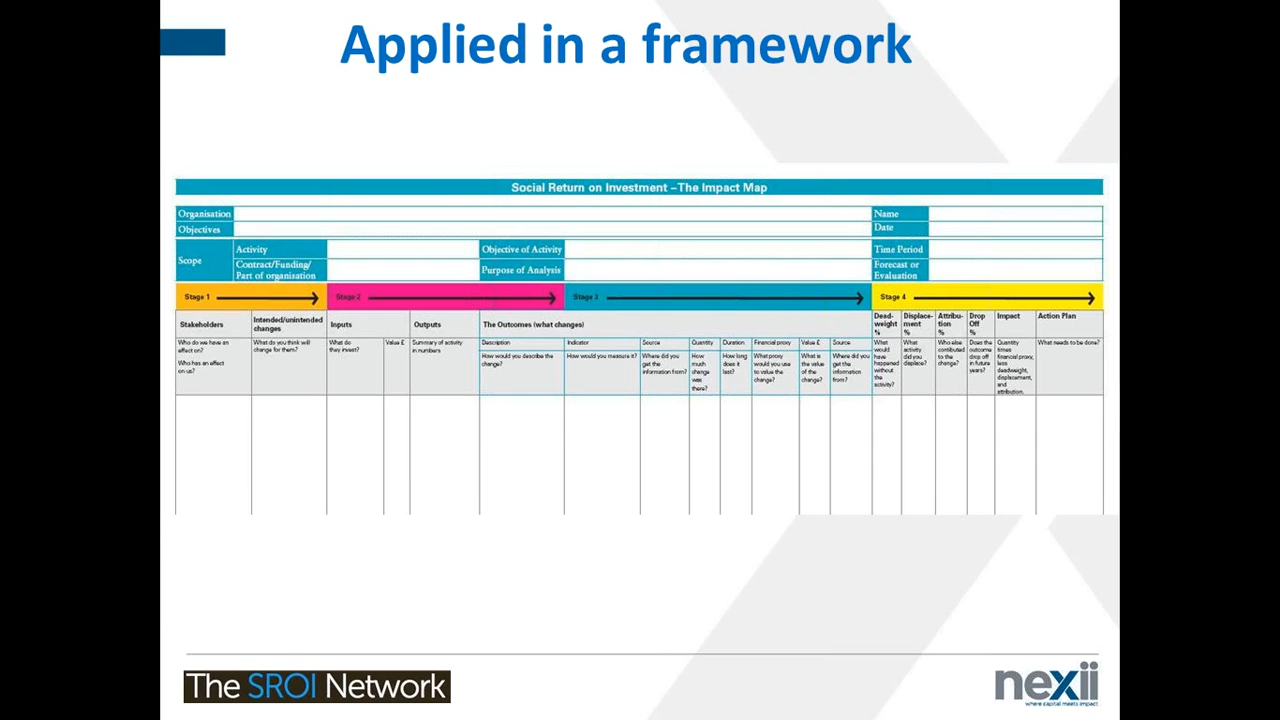 Applied in a framework
Social Return on Investment –The Impact Map
Organisation
Name
Objectives
Date
Scope
Activity
Objective of Activity
Time Period
Contract/Funding/
Part of organisation
Purpose of Analysis
Forecast or
Evaluation
Stage 1
Stage 2
Stage 3
Stage 4
Stakeholders
Intended/unintended
changes
Inputs
Outputs
The Outcomes (what changes)
Dead-
weight
%
Displace-
ment
%
Attribu-
tion
%
Drop
Off
%
Impact
Action Plan
Who do we have an
effect on?
Who has an effect
on us?
What do you think will
change for them?
What do
they invest?
Value £
Summary of activity
in numbers
Description
How would you describe the
change?
Indicator
How would you measure it?
Source
Where did you
get the
information from?
Quantity
How
much
change
was
there?
Duration
How long
does it
last?
Financial proxy
What proxy
would you use
to value the
change?
Value £
What is
the value
of the
change?
Source
Where did you
get the
information
from?
What
would
have
happened
without
the
activity?
What
activity
did you
displace?
Who else
contributed
to the
change?
Does the
outcome
drop off
in future
years?
Quantity
times
financial proxy,
less
deadweight,
displacement,
and
attribution.
What needs to be done?
The SROI Network
nexii
where capital meets impact